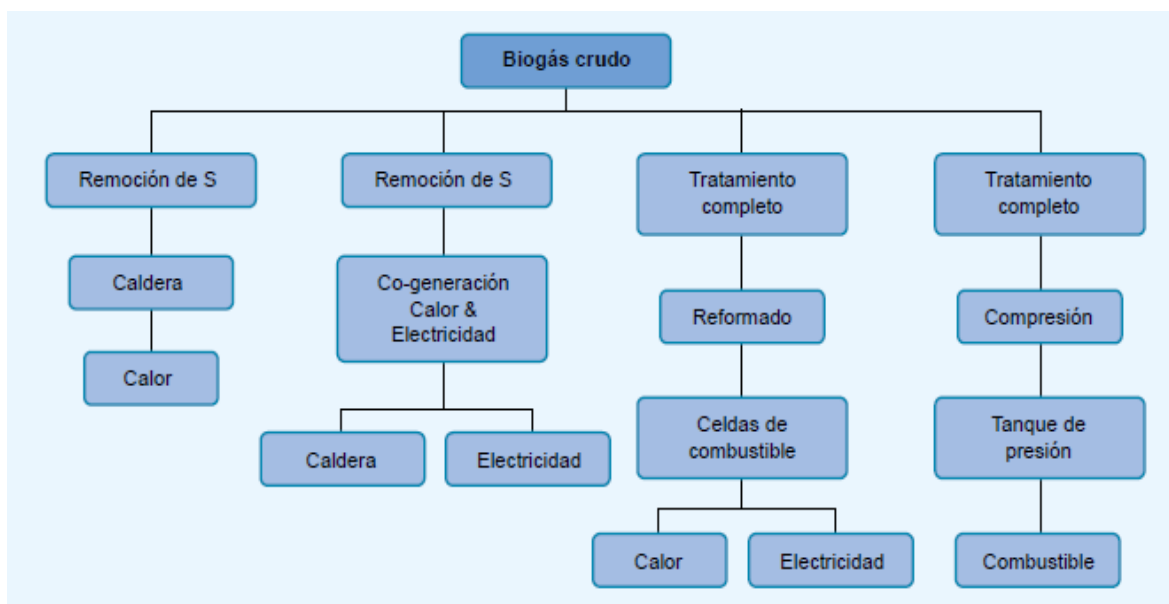 Biogás crudo
Remoción de S
Remoción de S
Tratamiento
completo
Tratamiento
completo
Caldera
Co-generación
Calor &
Electricidad
Reformado
Compresión
Calor
Caldera
Electricidad
Celdas de
combustible
Tanque de
presión
Calor
Electricidad
Combustible